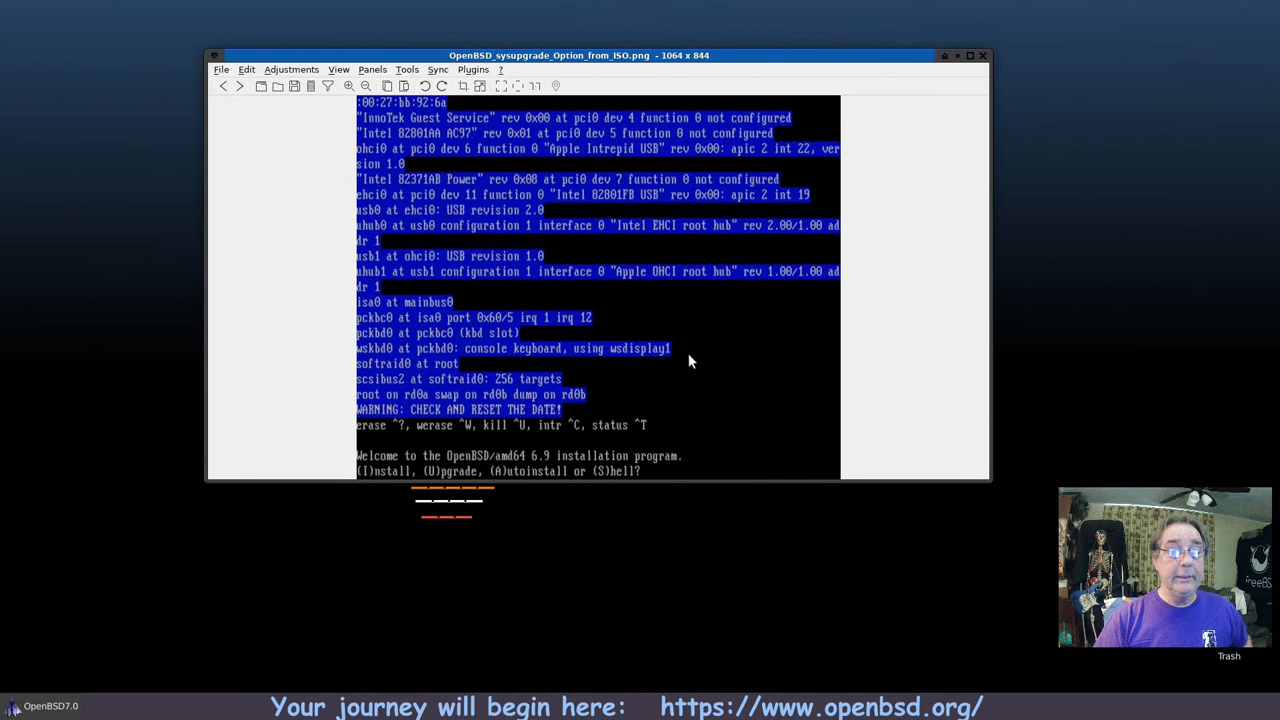 OpenBSD_sysupgrade_Option_from_ISO.png - 1064 x 844
File Edit Adjustments View Panels Tools Sync Plugins ?
1:1
:00:27:bb:92:6a
"InnoTek Guest Service" rev 0x00 at pci0 dev 4 function 0 not configured
"Intel 82801AA AC97" rev 0x01 at pci0 dev 5 function 0 not configured
ohci0 at pci0 dev 6 function 0 "Apple Intrepid USB" rev 0x00: apic 2 int 22, ver
sion 1.0
"Intel 82371AB Power" rev 0x08 at pci0 dev 7 function 0 not configured
ehci0 at pci0 dev 11 function 0 "Intel 82801FB USB" rev 0x00: apic 2 int 19
usb0 at ehci0: USB revision 2.0
uhub0 at usb0 configuration 1 interface 0 "Intel EHCI root hub" rev 2.00/1.00 ad
dr 1
usb1 at ohci0: USB revision 1.0
uhub1 at usb1 configuration 1 interface 0 "Apple OHCI root hub" rev 1.00/1.00 ad
dr 1
isa0 at mainbus0
pckbc0 at isa0 port 0x60/5 irq 1 irq 12
pckbd0 at pckbc0 (kbd slot)
wskbd0 at pckbd0: console keyboard, using wsdisplay1
softraid0 at root
scsibus2 at softraid0: 256 targets
root on rd0a swap on rd0b dump on rd0b
WARNING: CHECK AND RESET THE DATE!
erase ^?, werase ^W, kill ^U, intr ^C, status ^T
Welcome to the OpenBSD/amd64 6.9 installation program.
(I)nstall, (U)pgrade, (A)utoinstall or (S)hell?
Trash
OpenBSD7.0
Your journey will begin here: https://www.openbsd.org/